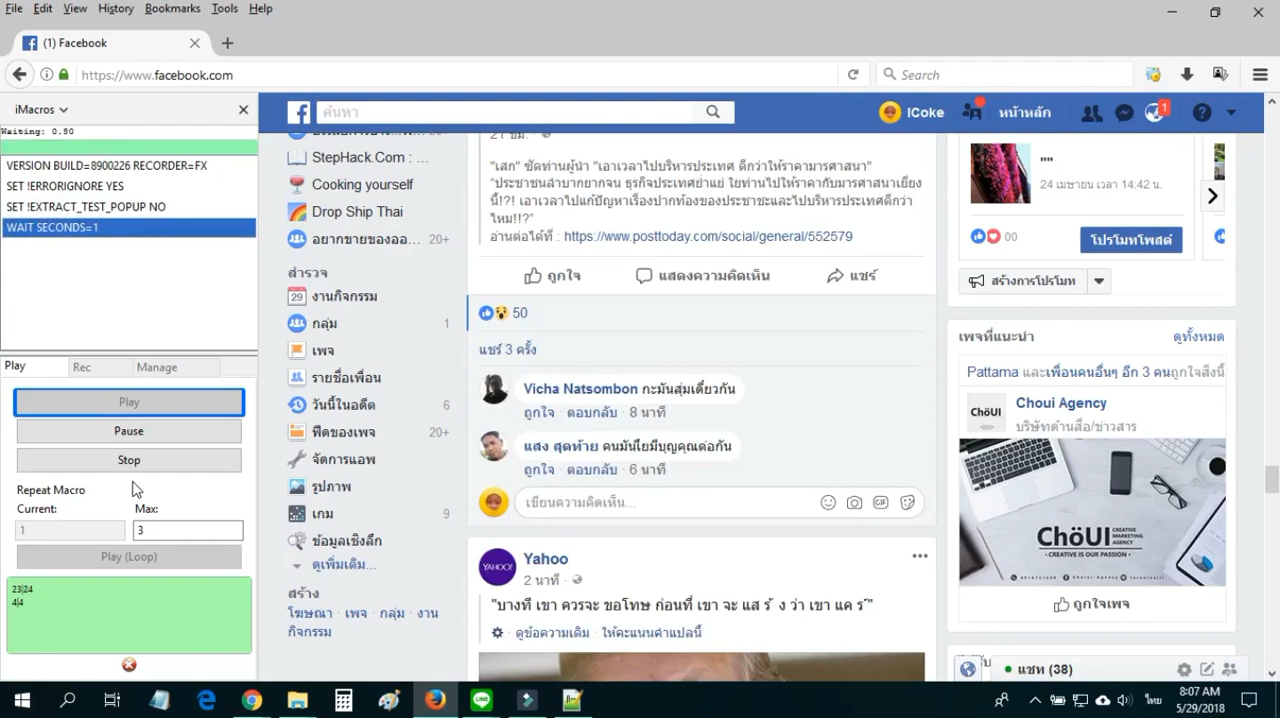 File Edit View History Bookmarks Tools Help
(1) Facebook
https://www.facebook.com
Search
iMacros
Waiting: 0.80
VERSION BUILD=8900226 RECORDER=FX
SET !ERRORIGNORE YES
SET !EXTRACT_TEST_POPUP NO
WAIT SECONDS=1
Play Rec Manage
Play
Pause
Stop
Repeat Macro
Current: Max:
1 3
Play (Loop)
23|24
4|4
ค้นหา
ICoke
หน้าหลัก
1
StepHack.Com : ...
Cooking yourself
Drop Ship Thai
อยากขายของออ... 20+
สำรวจ
29 งานกิจกรรม
กลุ่ม 1
เพจ
รายชื่อเพื่อน
วันนี้ในอดีต 6
ฟีดของเพจ 20+
จัดการแอพ
รูปภาพ
เกม 9
ข้อมูลเชิงลึก
ดูเพิ่มเติม...
สร้าง
โฆษณา · เพจ · กลุ่ม · งาน
กิจกรรม
21 ชม.
"เสก" ซัดท่านผู้นำ "เอาเวลาไปบริหารประเทศ ดีกว่าให้ราคามารศาสนา"
"ประชาชนลำบากยากจน ธุรกิจประเทศย่ำแย่ ใยท่านไปให้ราคากับมารศาสนาเยี่ยง
นี้!?! เอาเวลาไปแก้ปัญหาเรื่องปากท้องของประชาชะและไปบริหารประเทศดีกว่า
ไหม!!?"
อ่านต่อได้ที่ : https://www.posttoday.com/social/general/552579
ถูกใจ แสดงความคิดเห็น แชร์
50
แชร์ 3 ครั้ง
Vicha Natsombon กะมันสุ่มเดี่ยวกัน
ถูกใจ · ตอบกลับ · 8 นาที
แสง สุดท้าย คนมันเียมีบุญคุณต่อกัน
ถูกใจ · ตอบกลับ · 6 นาที
เขียนความคิดเห็น...
GIF
YAHOO!
Yahoo
2 นาที ·
"บางที เขา ควรจะ ขอโทษ ก่อนที่ เขา จะ แส ร้ ง ว่า เขา แค ร์"
· ดูข้อความเดิม · ให้คะแนนคำแปลนี้
""
24 เมษายน เวลา 14:42 น.
00
โปรโมทโพสต์
สร้างการโปรโมท
เพจที่แนะนำ ดูทั้งหมด
Pattama และเพื่อนคนอื่นๆ อีก 3 คนถูกใจสิ่งนี้
ChöUI
Choui Agency
บริษัทด้านสื่อ/ข่าวสาร
ChöUI CREATIVE MARKETING AGENCY
- CREATIVE IS OUR PASSION -
ถูกใจเพจ
แชท (38)
ไทย
8:07 AM
5/29/2018